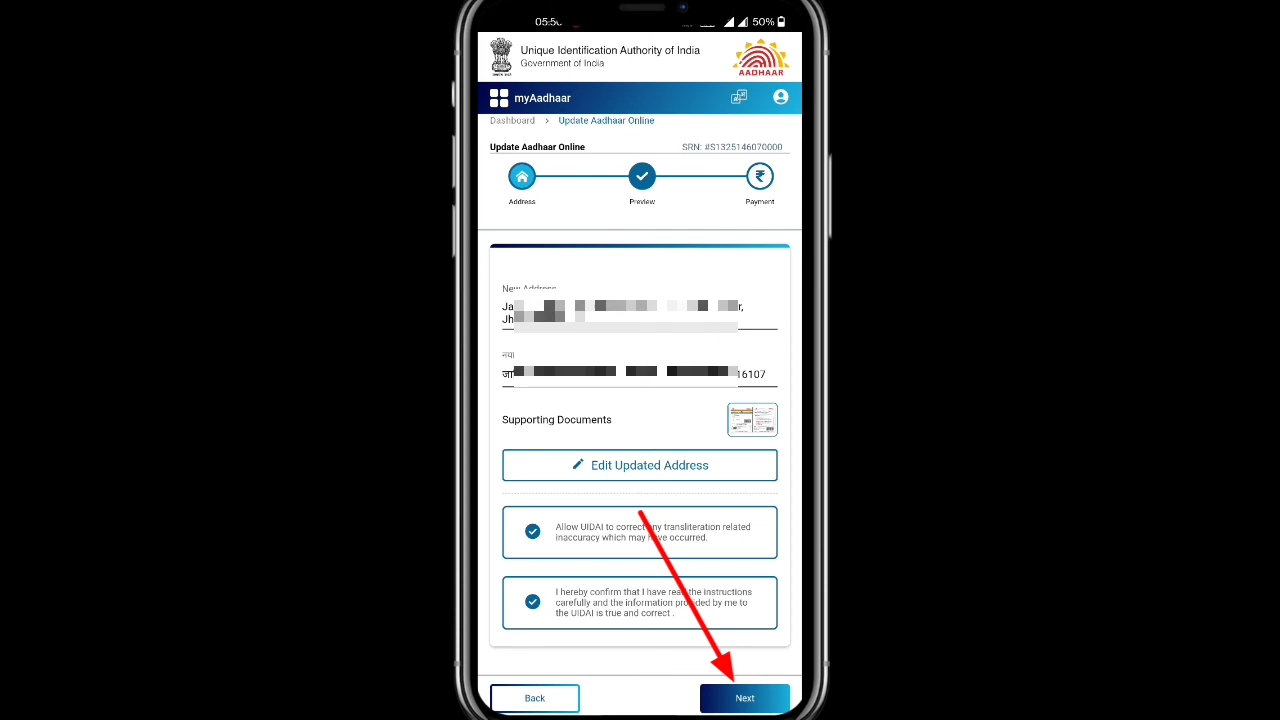 50%
Unique Identification Authority of India
Government of India
AADHAAR
myAadhaar
Dashboard > Update Aadhaar Online
Update Aadhaar Online SRN: #S1325146070000
Address Preview Payment
New Address
नया
16107
Supporting Documents
Edit Updated Address
Allow UIDAI to correct any transliteration related
inaccuracy which may have occurred.
I hereby confirm that I have read the instructions
carefully and the information provided by me to
the UIDAI is true and correct .
Back Next